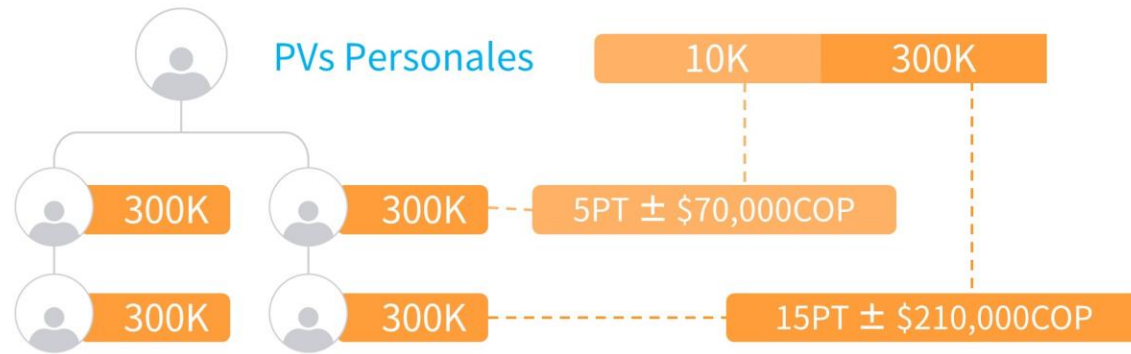 PVs Personales 10K 300K
300K 300K 5PT ± $70,000COP
300K 300K 15PT ± $210,000COP